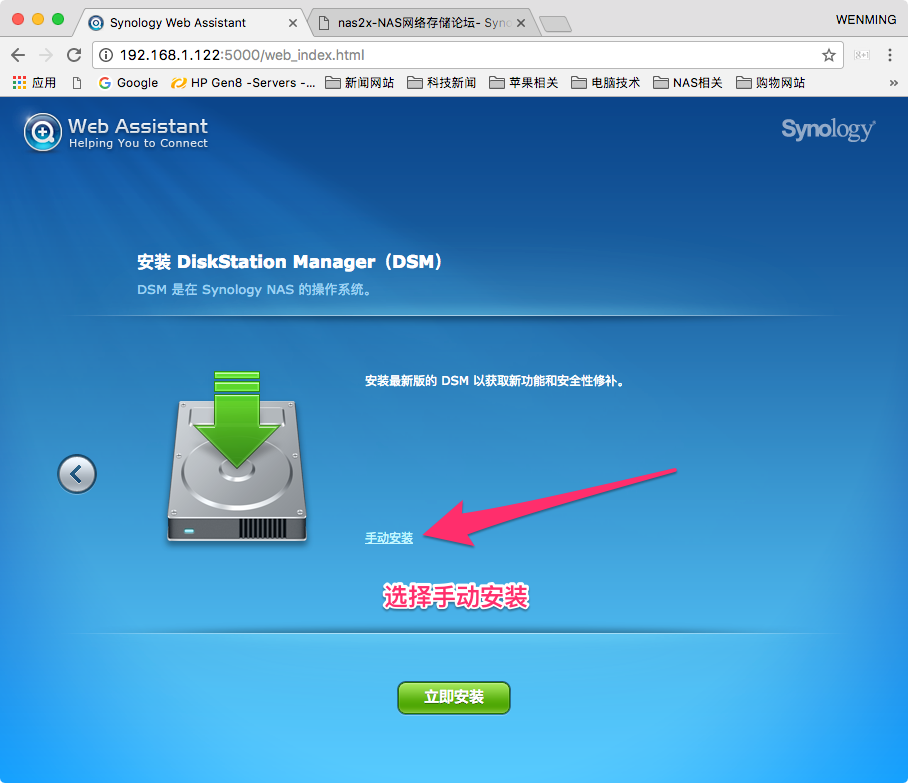 Synology Web Assistant
nas2x-NAS网络存储论坛- Syno
WENMING
192.168.1.122:5000/web_index.html
应用
Google
HP Gen8 -Servers -...
新闻网站
科技新闻
苹果相关
电脑技术
NAS相关
购物网站
»
Web Assistant
Helping You to Connect
Synology
安装 DiskStation Manager（DSM）
DSM 是在 Synology NAS 的操作系统。
安装最新版的 DSM 以获取新功能和安全性修补。
手动安装
选择手动安装
立即安装